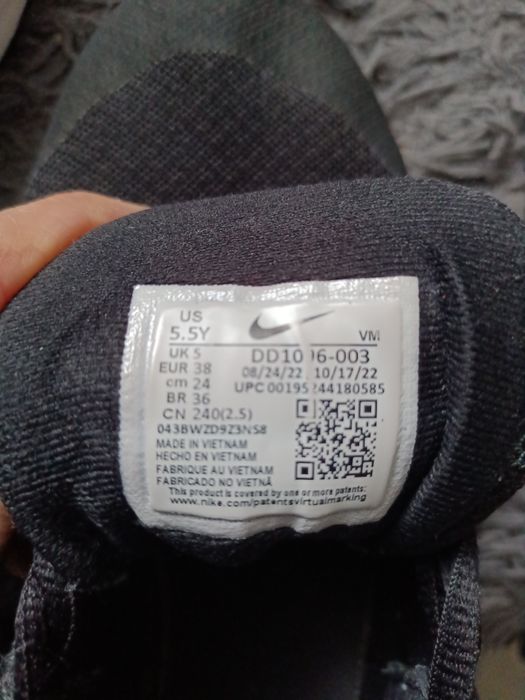 US
5.5Y
VM
UK 5
EUR 38
cm 24
BR 36
CN 240(2.5)
DD1096-003
08/24/22 10/17/22
UPC 00195244180585
043BWZD9Z3NS8
MADE IN VIETNAM
HECHO EN VIETNAM
FABRIQUE AU VIETNAM
FABRICADO NO VIETNÃ
This product is covered by one or more patents:
www.nike.com/patentsvirtualmarking